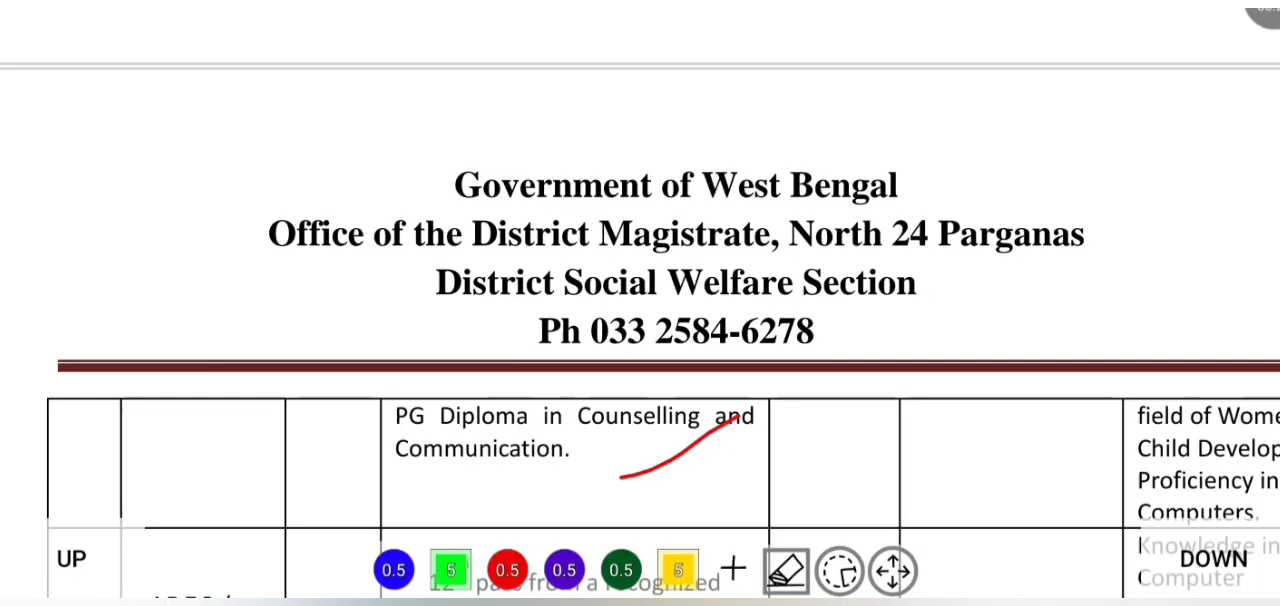 Government of West Bengal
Office of the District Magistrate, North 24 Parganas
District Social Welfare Section
Ph 033 2584-6278
PG Diploma in Counselling and
Communication.
field of Wome
Child Develop
Proficiency in
Computers.
Knowledge in
Computer
UP
DOWN
0.5
5
0.5
0.5
0.5
5